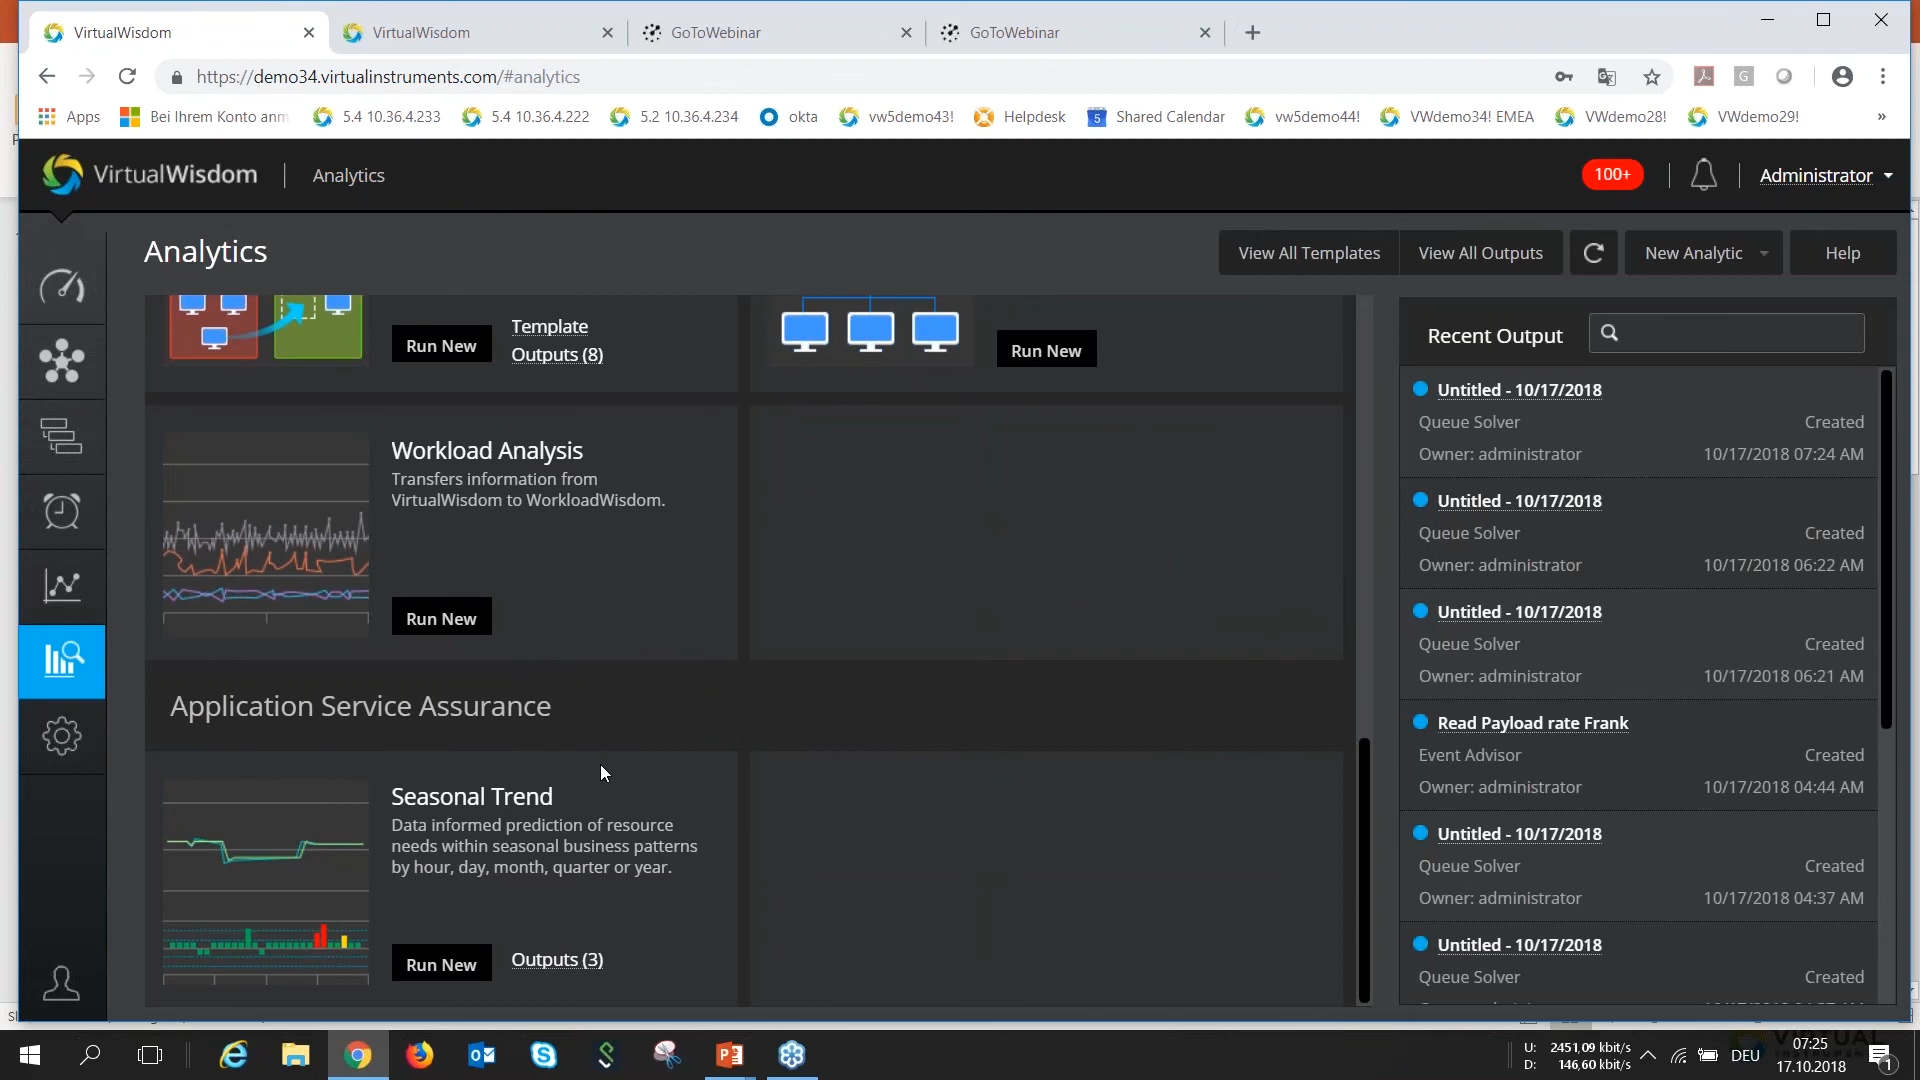 VirtualWisdom
VirtualWisdom
GoToWebinar
GoToWebinar
https://demo34.virtualinstruments.com/#analytics
Apps
Bei Ihrem Konto anm
5.4 10.36.4.233
5.4 10.36.4.222
5.2 10.36.4.234
okta
vw5demo43!
Helpdesk
5
Shared Calendar
vw5demo44!
VWdemo34! EMEA
VWdemo28!
VWdemo29!
»
VirtualWisdom
Analytics
100+
Administrator
Analytics
View All Templates
View All Outputs
New Analytic
Help
Run New
Template
Outputs (8)
Run New
Workload Analysis
Transfers information from
VirtualWisdom to WorkloadWisdom.
Run New
Application Service Assurance
Seasonal Trend
Data informed prediction of resource
needs within seasonal business patterns
by hour, day, month, quarter or year.
Run New
Outputs (3)
Recent Output
Untitled - 10/17/2018
Queue Solver Created
Owner: administrator 10/17/2018 07:24 AM
Untitled - 10/17/2018
Queue Solver Created
Owner: administrator 10/17/2018 06:22 AM
Untitled - 10/17/2018
Queue Solver Created
Owner: administrator 10/17/2018 06:21 AM
Read Payload rate Frank
Event Advisor Created
Owner: administrator 10/17/2018 04:44 AM
Untitled - 10/17/2018
Queue Solver Created
Owner: administrator 10/17/2018 04:37 AM
Untitled - 10/17/2018
Queue Solver Created
U: 2451,09 kbit/s
D: 146,60 kbit/s
DEU
07:25
17.10.2018
1